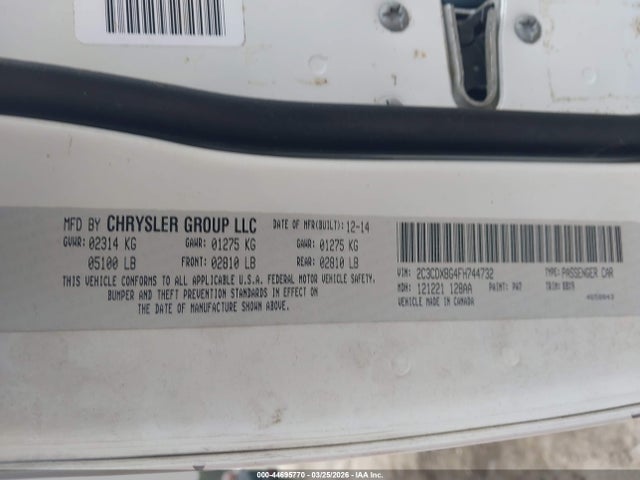 MFD BY CHRYSLER GROUP LLC DATE OF MFR(BUILT): 12-14
GVWR: 02314 KG GAWR: 01275 KG GAWR: 01275 KG
05100 LB FRONT: 02810 LB REAR: 02810 LB
THIS VEHICLE CONFORMS TO ALL APPLICABLE U.S.A. FEDERAL MOTOR VEHICLE SAFETY,
BUMPER AND THEFT PREVENTION STANDARDS IN EFFECT ON
THE DATE OF MANUFACTURE SHOWN ABOVE.
VIN: 2C3CDXBG4FH744732 TYPE: PASSENGER CAR
MDH: 121221 129AA PAINT: PW7 TRIM:
VEHICLE MADE IN CANADA
000-44695770 - 03/25/2026 - IAA Inc.